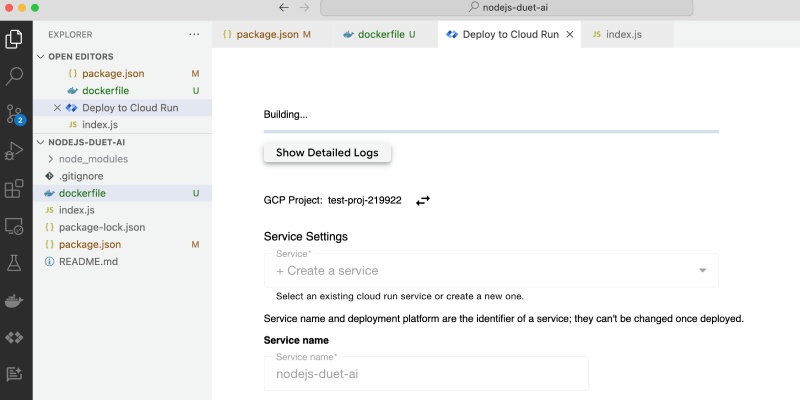 nodejs-duet-ai
EXPLORER
OPEN EDITORS
package.json M
dockerfile U
Deploy to Cloud Run
JS index.js
NODEJS-DUET-AI
node_modules
.gitignore
dockerfile U
JS index.js
{} package-lock.json
{} package.json M
README.md
2
{} package.json M
dockerfile U
Deploy to Cloud Run
JS index.js
Building...
Show Detailed Logs
GCP Project: test-proj-219922
Service Settings
Service*
+ Create a service
Select an existing cloud run service or create a new one.
Service name and deployment platform are the identifier of a service; they can't be changed once deployed.
Service name
Service name*
nodejs-duet-ai